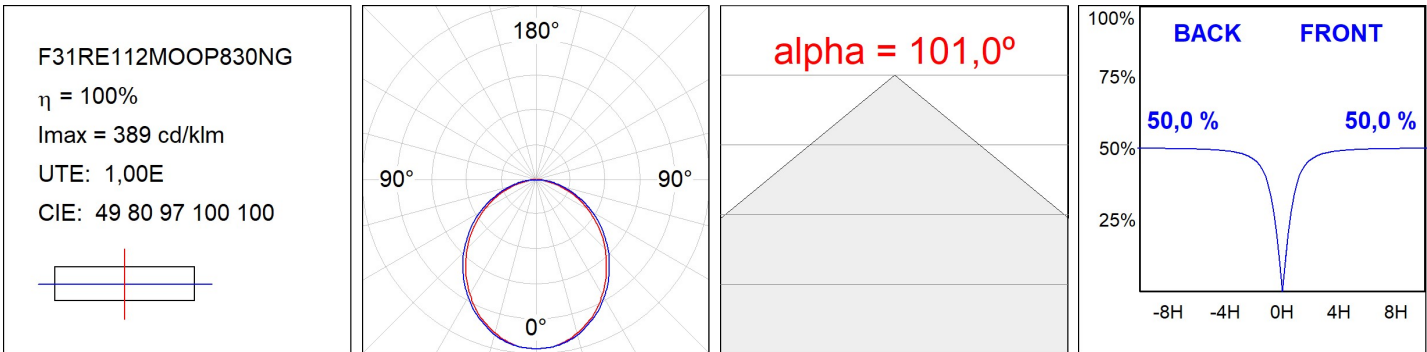 F31RE112MOOP830NG
η = 100%
Imax = 389 cd/klm
UTE: 1,00E
CIE: 49 80 97 100 100
180°
90° 90°
0°
alpha = 101,0º
100%
BACK FRONT
75%
50,0 % 50,0 %
50%
25%
-8H -4H 0H 4H 8H